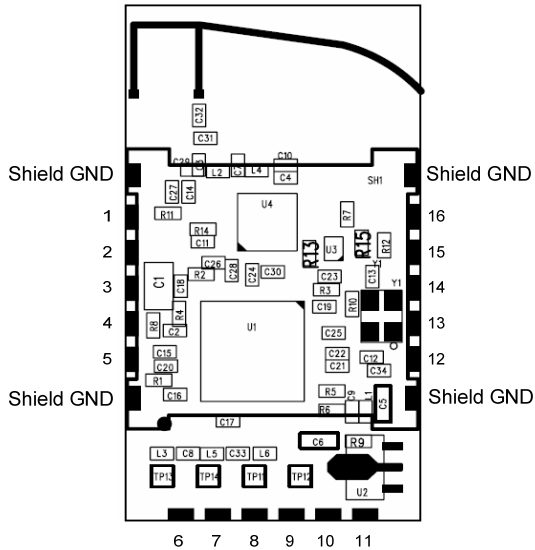 C32
C31
C29 C3 L2 C7 L4 C10
C4
SH1
Shield GND
Shield GND
C27 C14
R11
1
16
U4
R7
R14
C11
R13
U3
R15
R12
2
15
C26
R2
C28
C24
C30
C23
C13
Y1
Y1
3
14
C1
C18
R3
C19
R10
R4
R8
C2
U1
C25
4
13
C15
C20
C22
C21
C12
C34
5
12
R1
C16
R5
R6
C9
L1
C5
Shield GND
Shield GND
C17
C6
R9
L3 C8 L5 C33 L6
TP13 TP14 TP11 TP12
U2
6 7 8 9 10 11